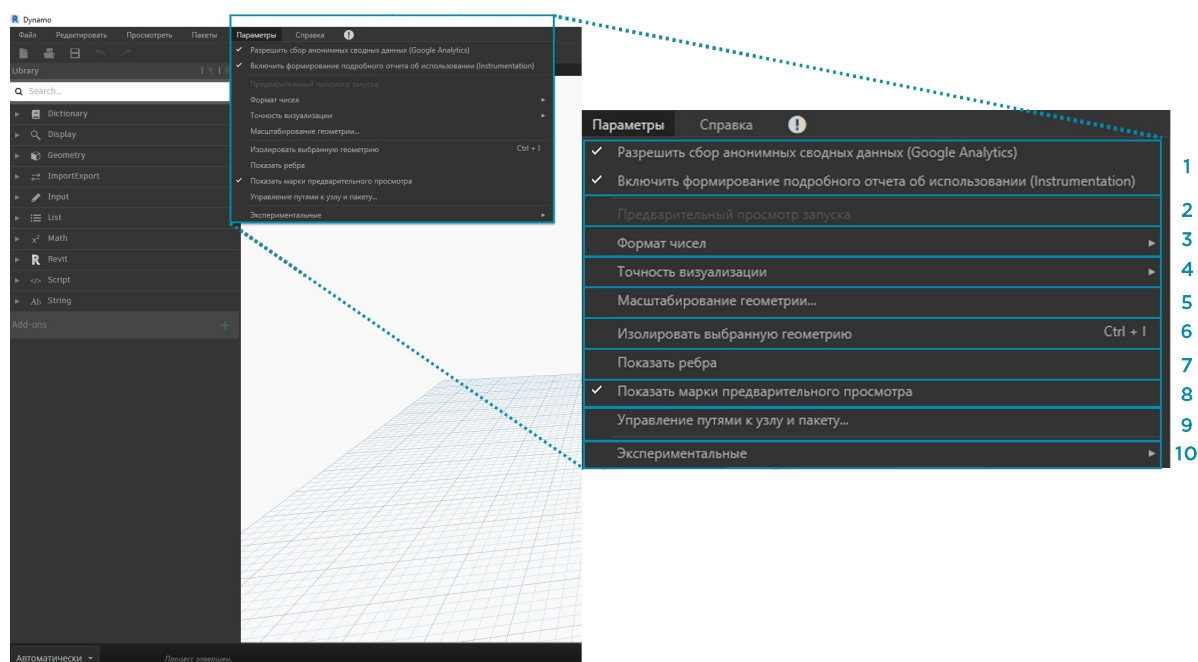 Dynamo
Файл Редактировать Просмотреть Пакеты Параметры Справка
Library
Search...
Dictionary
Display
Geometry
ImportExport
Input
List
x² Math
R Revit
</> Script
Ab String
Add-ons +
Разрешить сбор анонимных сводных данных (Google Analytics)
Включить формирование подробного отчета об использовании (Instrumentation)
Предварительный просмотр запуска
Формат чисел
Точность визуализации
Масштабирование геометрии...
Изолировать выбранную геометрию Ctrl + I
Показать ребра
Показать марки предварительного просмотра
Управление путями к узлу и пакету...
Экспериментальные
Автоматически
Процесс завершен.
Параметры Справка
Разрешить сбор анонимных сводных данных (Google Analytics)
1
Включить формирование подробного отчета об использовании (Instrumentation)
Предварительный просмотр запуска 2
Формат чисел 3
Точность визуализации 4
Масштабирование геометрии... 5
Изолировать выбранную геометрию Ctrl + I 6
Показать ребра 7
Показать марки предварительного просмотра 8
Управление путями к узлу и пакету... 9
Экспериментальные 10